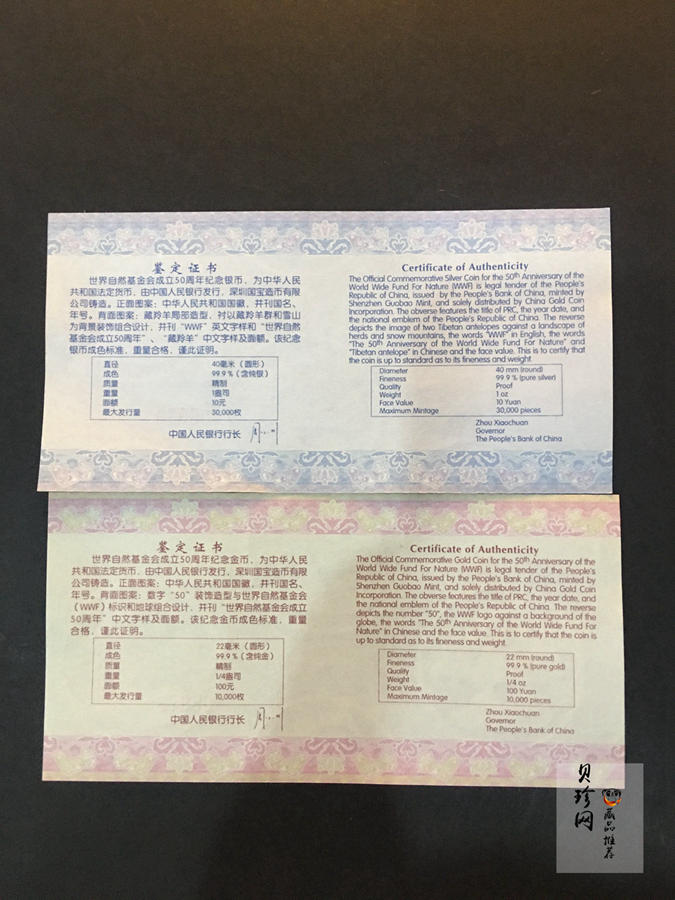 鉴定证书
世界自然基金会成立50周年纪念银币,为中华人民
共和国法定货币,由中国人民银行发行,深圳国宝造币有限
公司铸造。正面图案:中华人民共和国国徽,并刊国名、
年号。背面图案:藏羚羊局部造型,衬以藏羚羊群和雪山
为背景装饰组合设计,并刊“WWF”英文字样和“世界自然
基金会成立50周年”、“藏羚羊”中文字样及面额。该纪念
银币成色标准,重量合格,谨此证明。
直径 40毫米(圆形)
成色 99.9%(含纯银)
质量 精制
重量 1盎司
面额 10元
最大发行量 30,000枚
中国人民银行行长
Certificate of Authenticity
The Official Commemorative Silver Coin for the 50th Anniversary of the
World Wide Fund For Nature (WWF) is legal tender of the People's
Republic of China, issued by the People's Bank of China, minted by
Shenzhen Guobao Mint, and solely distributed by China Gold Coin
Incorporation. The obverse features the title of PRC, the year date, and
the national emblem of the People's Republic of China. The reverse
depicts the image of two Tibetan antelopes against a landscape of
herds and snow mountains, the words "WWF" in English, the words
"The 50th Anniversary of the World Wide Fund For Nature" and
"Tibetan antelope" in Chinese and the face value. This is to certify that
the coin is up to standard as to its fineness and weight.
Diameter 40 mm (round)
Fineness 99.9% (pure silver)
Quality Proof
Weight 1 oz
Face Value 10 Yuan
Maximum Mintage 30,000 pieces
Zhou Xiaochuan
Governor
The People's Bank of China
鉴定证书
世界自然基金会成立50周年纪念金币,为中华人民
共和国法定货币,由中国人民银行发行,深圳国宝造币有限
公司铸造。正面图案:中华人民共和国国徽,并刊国名、
年号。背面图案:数字“50”装饰造型与世界自然基金会
(WWF)标识和地球组合设计,并刊“世界自然基金会成立
50周年”中文字样及面额。该纪念金币成色标准,重量
合格,谨此证明。
直径 22毫米(圆形)
成色 99.9%(含纯金)
质量 精制
重量 1/4盎司
面额 100元
最大发行量 10,000枚
中国人民银行行长
Certificate of Authenticity
The Official Commemorative Gold Coin for the 50th Anniversary of the
World Wide Fund For Nature (WWF) is legal tender of the People's
Republic of China, issued by the People's Bank of China, minted by
Shenzhen Guobao Mint, and solely distributed by China Gold Coin
Incorporation. The obverse features the title of PRC, the year date, and
the national emblem of the People's Republic of China. The reverse
depicts the number "50", the WWF logo against a background of the
globe, the words "The 50th Anniversary of the World Wide Fund For
Nature" in Chinese and the face value. This is to certify that the coin is
up to standard as to its fineness and weight.
Diameter 22 mm (round)
Fineness 99.9% (pure gold)
Quality Proof
Weight 1/4 oz
Face Value 100 Yuan
Maximum Mintage 10,000 pieces
Zhou Xiaochuan
Governor
The People's Bank of China
贝珍网
藏品推荐